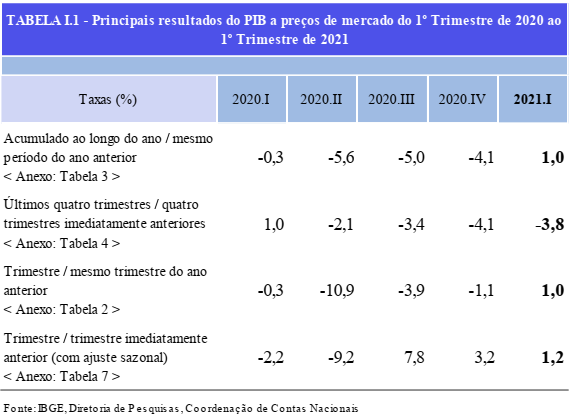 TABELA I.1 - Principais resultados do PIB a preços de mercado do 1º Trimestre de 2020 ao
1º Trimestre de 2021
Taxas (%) 2020.I 2020.II 2020.III 2020.IV 2021.I
Acumulado ao longo do ano / mesmo
período do ano anterior -0,3 -5,6 -5,0 -4,1 1,0
< Anexo: Tabela 3 >
Últimos quatro trimestres / quatro
trimestres imediatamente anteriores 1,0 -2,1 -3,4 -4,1 -3,8
< Anexo: Tabela 4 >
Trimestre / mesmo trimestre do ano
anterior -0,3 -10,9 -3,9 -1,1 1,0
< Anexo: Tabela 2 >
Trimestre / trimestre imediatamente
anterior (com ajuste sazonal) -2,2 -9,2 7,8 3,2 1,2
< Anexo: Tabela 7 >
Fonte: IBGE, Diretoria de Pesquisas, Coordenação de Contas Nacionais